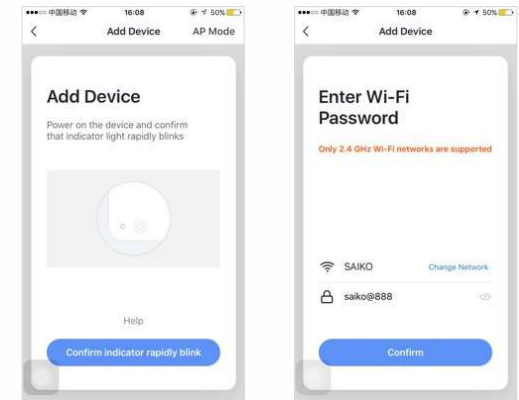 中国移动 16:08 50%
Add Device AP Mode
Add Device
Power on the device and confirm
that indicator light rapidly blinks
Help
Confirm indicator rapidly blink
中国移动 16:08 50%
Add Device
Enter Wi-Fi
Password
Only 2.4 GHz Wi-Fi networks are supported
SAIKO Change Network
saiko@888
Confirm